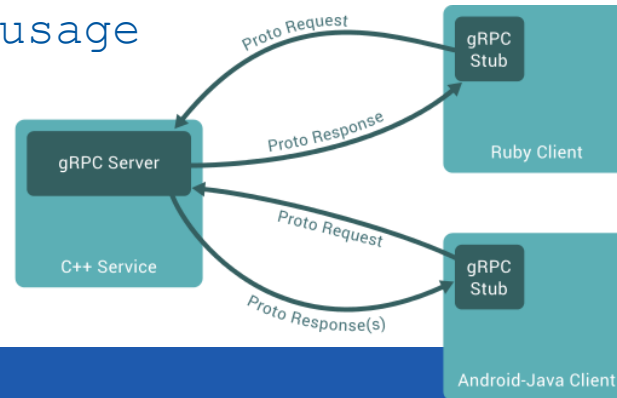 usage
Proto Request
gRPC
Stub
Ruby Client
Proto Response
gRPC Server
C++ Service
Proto Request
gRPC
Stub
Proto Response(s)
Android-Java Client